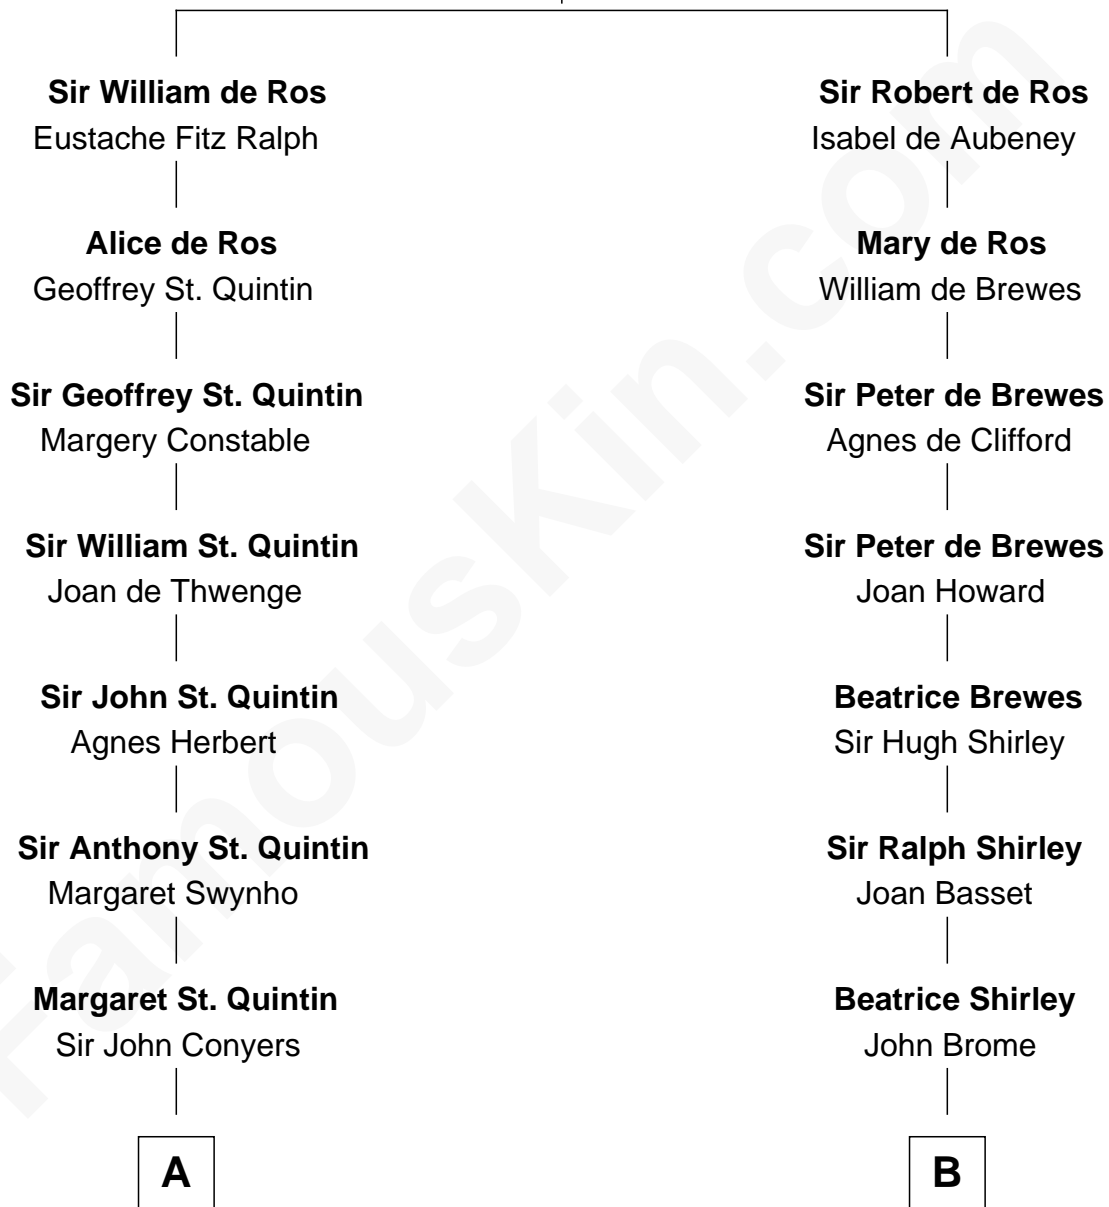 Sir William de Ros
Eustache Fitz Ralph
Alice de Ros
Geoffrey St. Quintin
Sir Geoffrey St. Quintin
Margery Constable
Sir William St. Quintin
Joan de Thwenge
Sir John St. Quintin
Agnes Herbert
Sir Anthony St. Quintin
Margaret Swynho
Margaret St. Quintin
Sir John Conyers
A
Sir Robert de Ros
Isabel de Aubeney
Mary de Ros
William de Brewes
Sir Peter de Brewes
Agnes de Clifford
Sir Peter de Brewes
Joan Howard
Beatrice Brewes
Sir Hugh Shirley
Sir Ralph Shirley
Joan Basset
Beatrice Shirley
John Brome
B
FamousKin.com